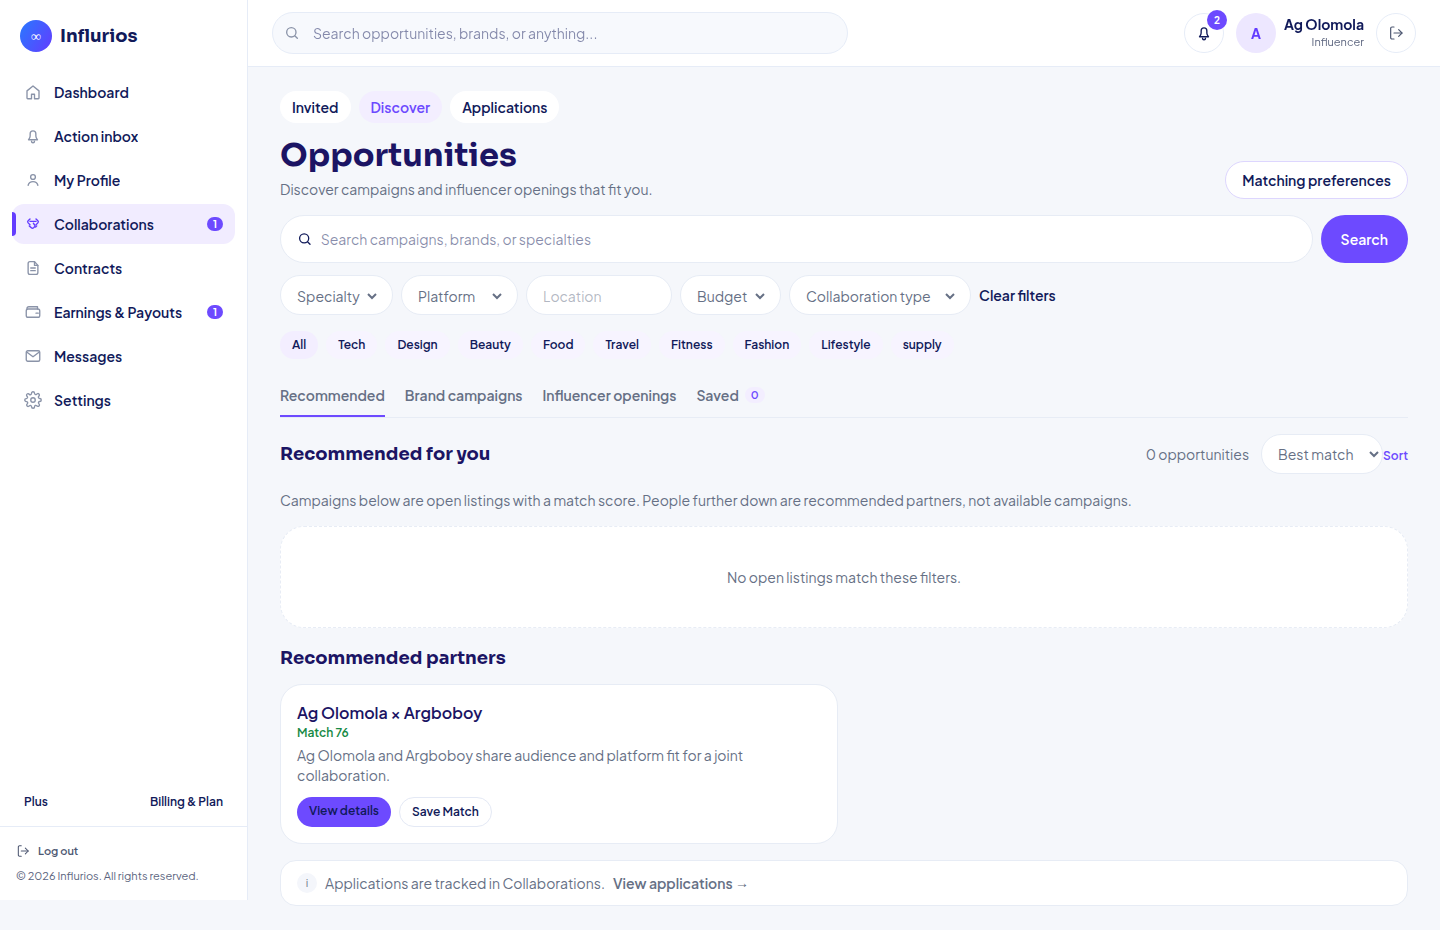 Influrios
Search opportunities, brands, or anything...
2
A
Ag Olomola
Influencer
Dashboard
Action inbox
My Profile
Collaborations
1
Contracts
Earnings & Payouts
1
Messages
Settings
Plus
Billing & Plan
Log out
© 2026 Influrios. All rights reserved.
Invited
Discover
Applications
Opportunities
Discover campaigns and influencer openings that fit you.
Matching preferences
Search campaigns, brands, or specialties
Search
Specialty
Platform
Location
Budget
Collaboration type
Clear filters
All
Tech
Design
Beauty
Food
Travel
Fitness
Fashion
Lifestyle
supply
Recommended
Brand campaigns
Influencer openings
Saved
0
Recommended for you
0 opportunities
Best match
Sort
Campaigns below are open listings with a match score. People further down are recommended partners, not available campaigns.
No open listings match these filters.
Recommended partners
Ag Olomola × Argboboy
Match 76
Ag Olomola and Argboboy share audience and platform fit for a joint
collaboration.
View details
Save Match
i
Applications are tracked in Collaborations.
View applications →